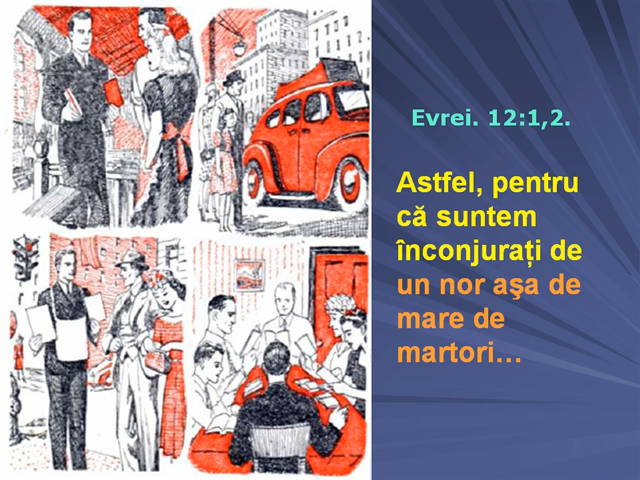 Evrei. 12:1,2.
Astfel, pentru
că suntem
înconjurați de
un nor aşa de
mare de
martori…